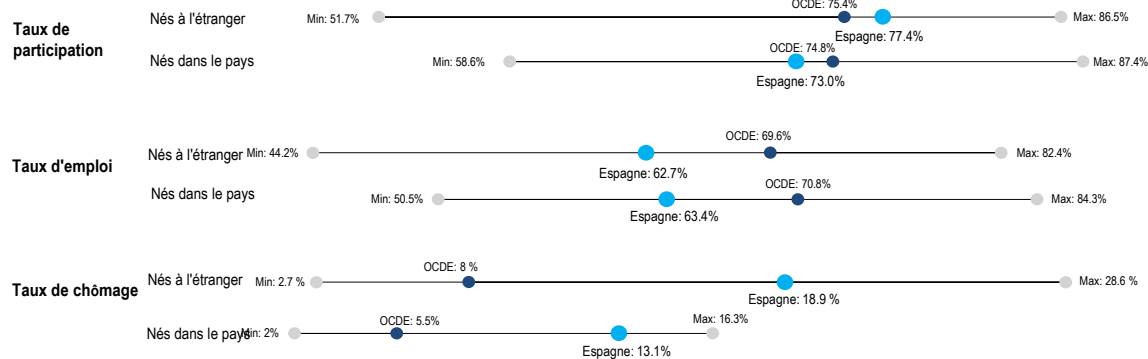 OCDE: 75.4%
Taux de participation
Nés à l'étranger
Min: 51.7%
Max: 86.5%
Espagne: 77.4%
OCDE: 74.8%
Nés dans le pays
Min: 58.6%
Max: 87.4%
Espagne: 73.0%
OCDE: 69.6%
Taux d'emploi
Nés à l'étranger
Min: 44.2%
Max: 82.4%
Espagne: 62.7%
OCDE: 70.8%
Nés dans le pays
Min: 50.5%
Max: 84.3%
Espagne: 63.4%
OCDE: 8 %
Taux de chômage
Nés à l'étranger
Min: 2.7 %
Max: 28.6 %
Espagne: 18.9 %
OCDE: 5.5%
Nés dans le pays
Min: 2%
Max: 16.3%
Espagne: 13.1%